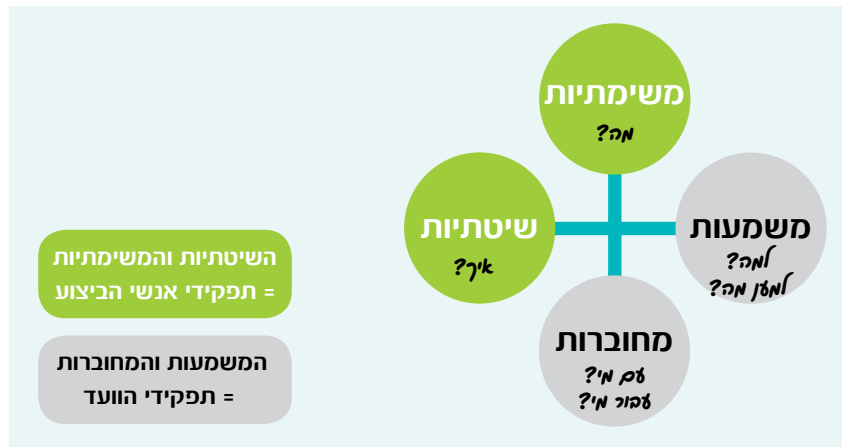 משימתיות
מה?
משמעות
למה?
למען מה?
שיטתיות
איך?
מחוברות
עם מי?
עבור מי?
השיטתיות והמשימתיות
= תפקידי אנשי הביצוע
המשמעות והמחוברות
= תפקידי הוועד